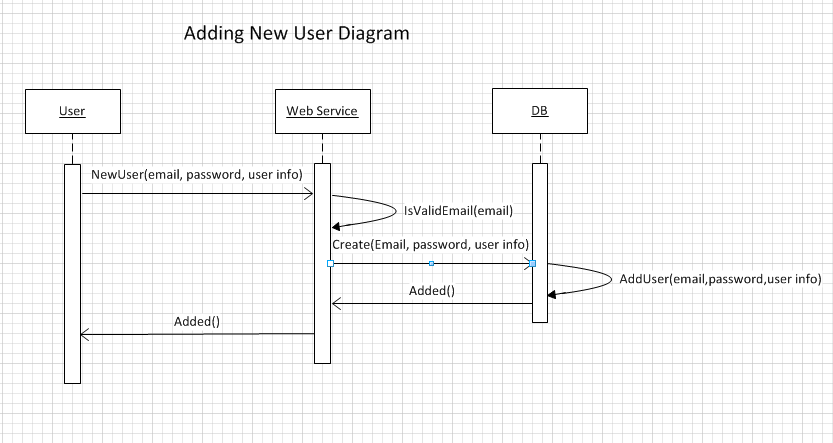 Adding New User Diagram
User
Web Service
DB
NewUser(email, password, user info)
IsValidEmail(email)
Create(Email, password, user info)
AddUser(email,password,user info)
Added()
Added()